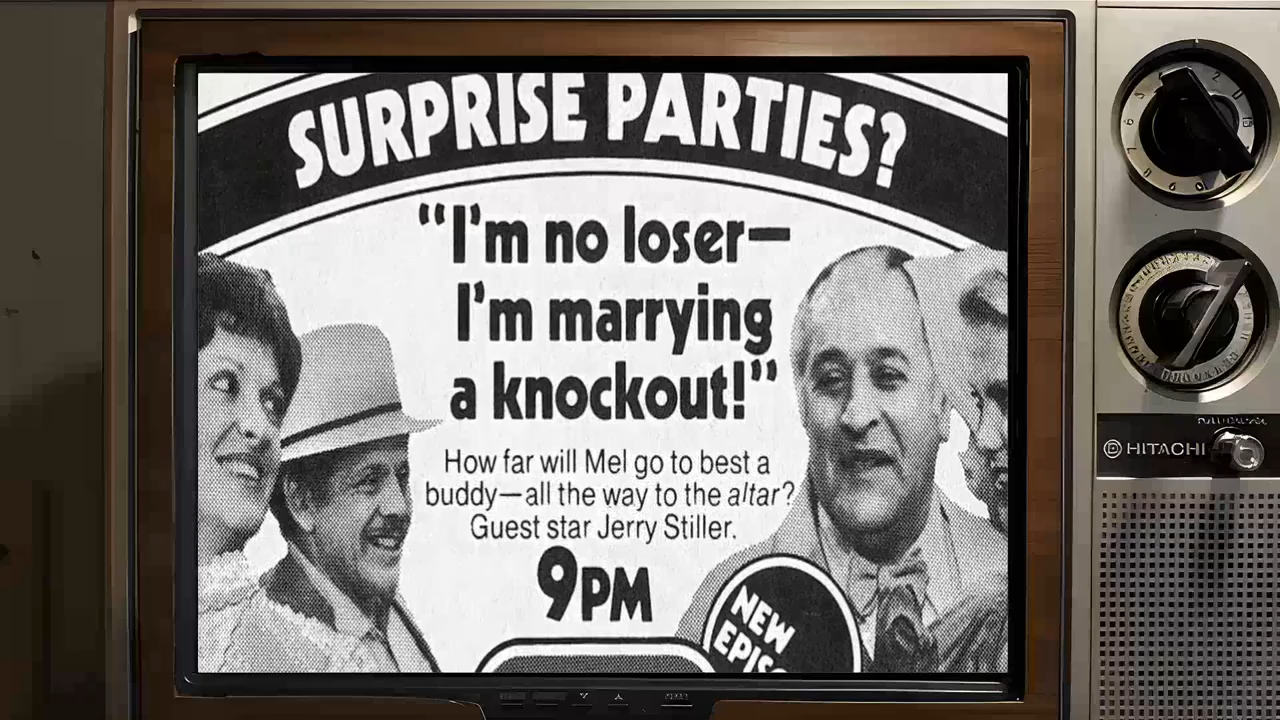 SURPRISE PARTIES?
“I'm no loser—
I'm marrying
a knockout!”
How far will Mel go to best a
buddy—all the way to the altar?
Guest star Jerry Stiller.
9PM
NEW
HITACHI